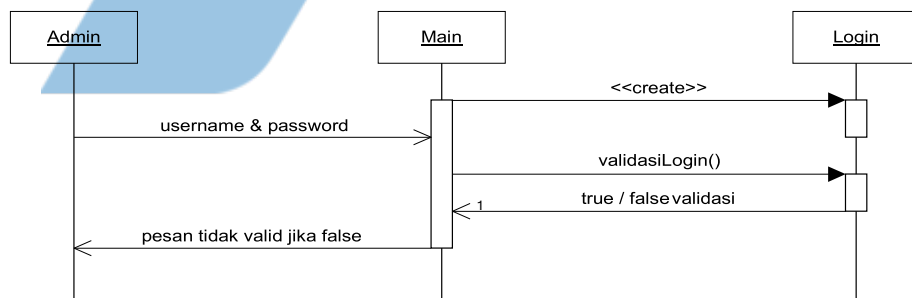 Admin
Main
Login
<<create>>
username & password
validasiLogin()
true / false validasi
1
pesan tidak valid jika false